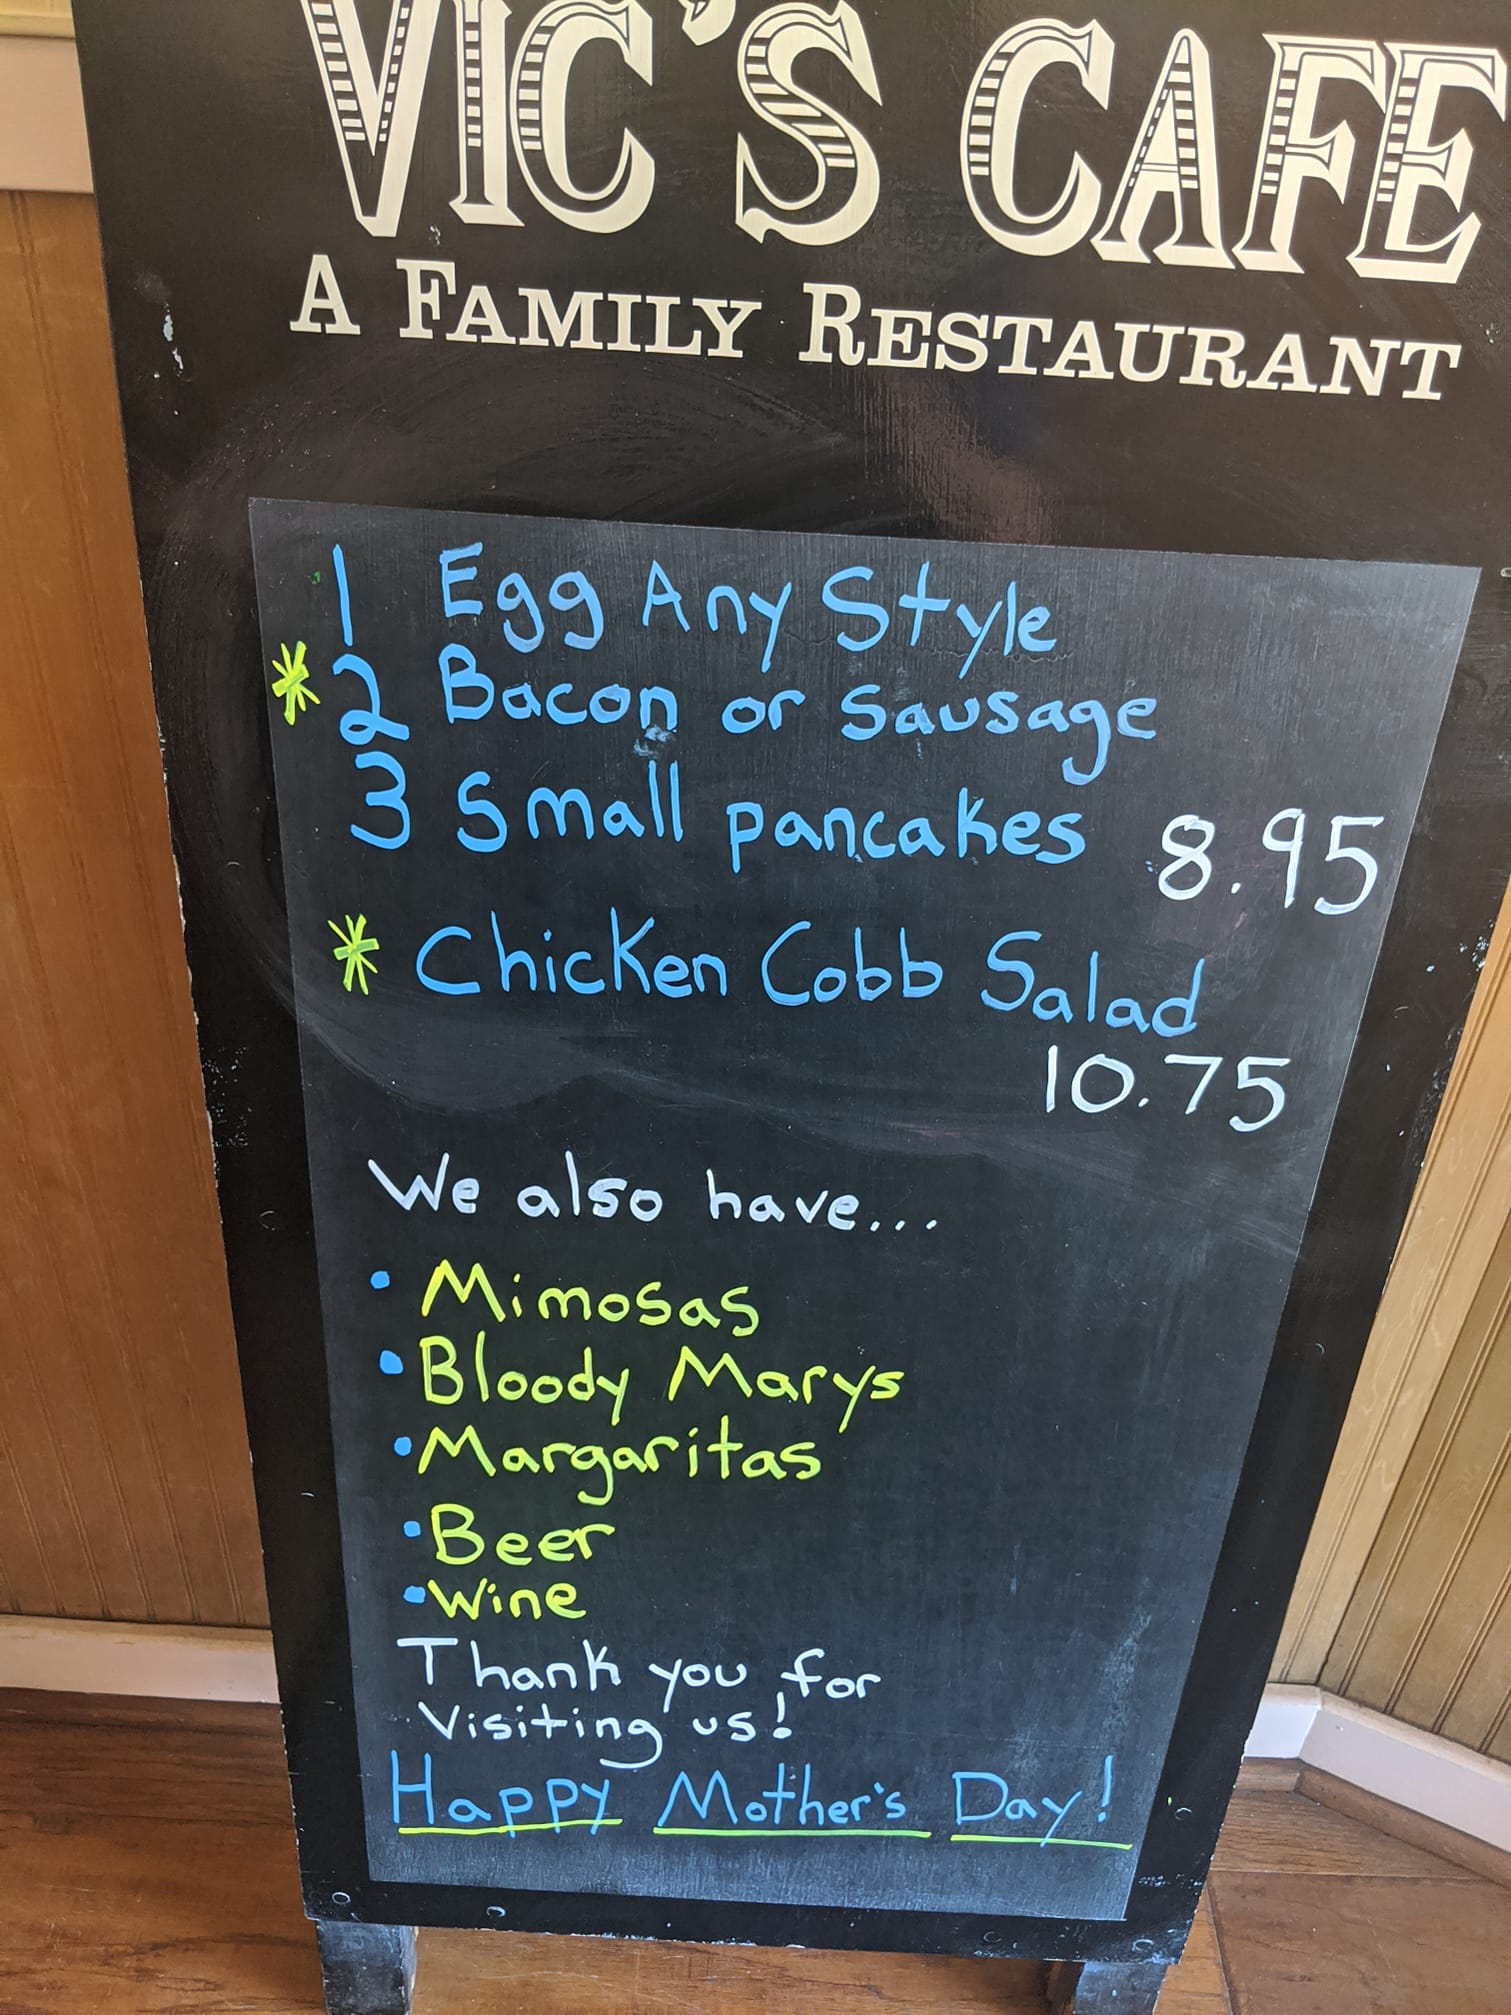 VIC'S CAFE
A FAMILY RESTAURANT
1 Egg Any Style
* 2 Bacon or Sausage
3 Small pancakes 8.95
* Chicken Cobb Salad
10.75
We also have...
• Mimosas
• Bloody Marys
• Margaritas
• Beer
• Wine
Thank you for
Visiting us!
Happy Mother's Day!